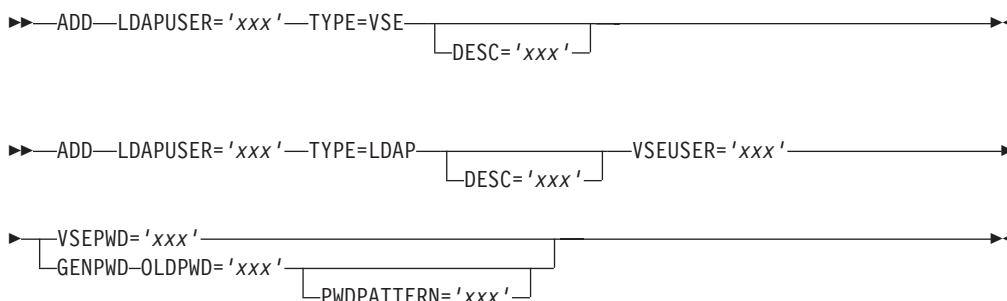 ADD LDAPUSER='xxx' TYPE=VSE
DESC='xxx'
ADD LDAPUSER='xxx' TYPE=LDAP VSEUSER='xxx'
DESC='xxx'
VSEPWD='xxx'
GENPWD OLDPWD='xxx'
PWDPATTERN='xxx'